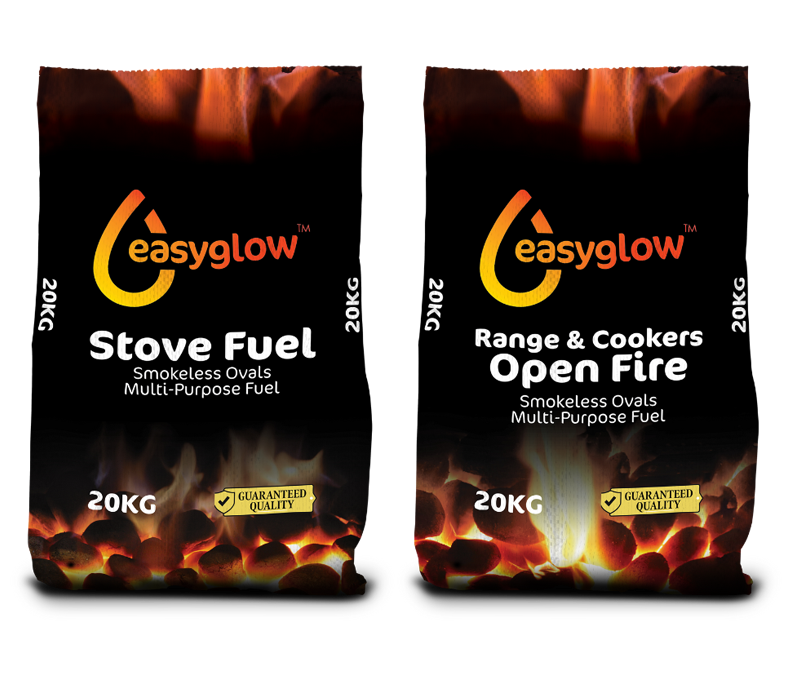 easyglow™
20KG
20KG
Stove Fuel
Smokeless Ovals
Multi-Purpose Fuel
20KG
GUARANTEED
QUALITY
easyglow™
20KG
20KG
Range & Cookers
Open Fire
Smokeless Ovals
Multi-Purpose Fuel
20KG
GUARANTEED
QUALITY